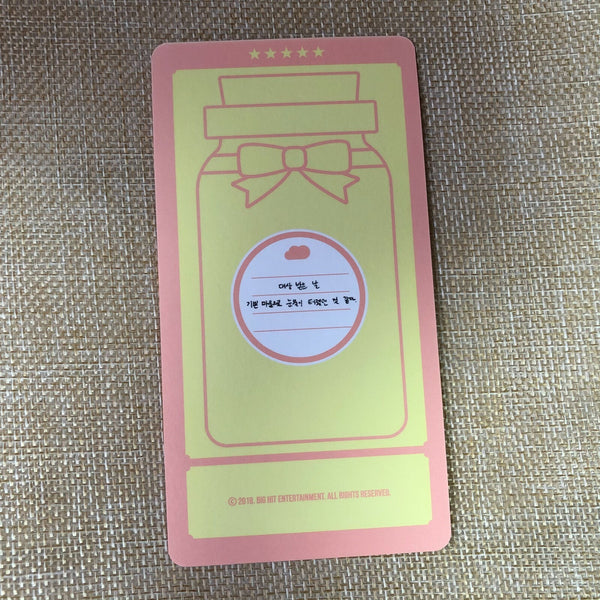 대상 받은 날
기쁜 마음으로 눈물이 터졌던 것 같다
© 2018. BIG HIT ENTERTAINMENT. ALL RIGHTS RESERVED.